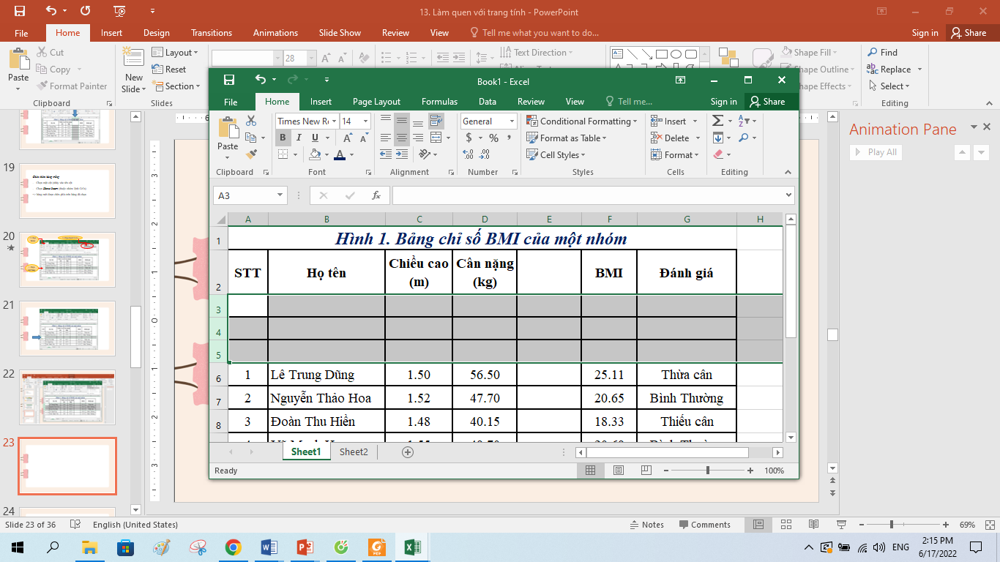 13. Làm quen với trang tính - PowerPoint
File Home Insert Design Transitions Animations Slide Show Review View Tell me what you want to do... Sign in Share
Paste
Cut
Copy
Format Painter
Clipboard
New Slide
Layout
Reset
Section
Slides
28
Text Direction
Shape Fill
Shape Outline
Shape Effects
Find
Replace
Select
Editing
19
20
21
22
23
24
Animation Pane
Play All
Book1 - Excel
File Home Insert Page Layout Formulas Data Review View Tell me... Sign in Share
Paste
Clipboard
Times New R
14
B I U
Font
Alignment
General
$ % ,
Number
Conditional Formatting
Format as Table
Cell Styles
Styles
Insert
Delete
Format
Cells
Editing
A3
fx
A B C D E F G H
1 Hình 1. Bảng chỉ số BMI của một nhóm
2 STT Họ tên Chiều cao (m) Cân nặng (kg) BMI Đánh giá
3
4
5
6 1 Lê Trung Dũng 1.50 56.50 25.11 Thừa cân
7 2 Nguyễn Thảo Hoa 1.52 47.70 20.65 Bình Thường
8 3 Đoàn Thu Hiền 1.48 40.15 18.33 Thiếu cân
Sheet1 Sheet2
Ready 100%
Slide 23 of 36 English (United States) Notes Comments 69%
ENG
2:15 PM
6/17/2022